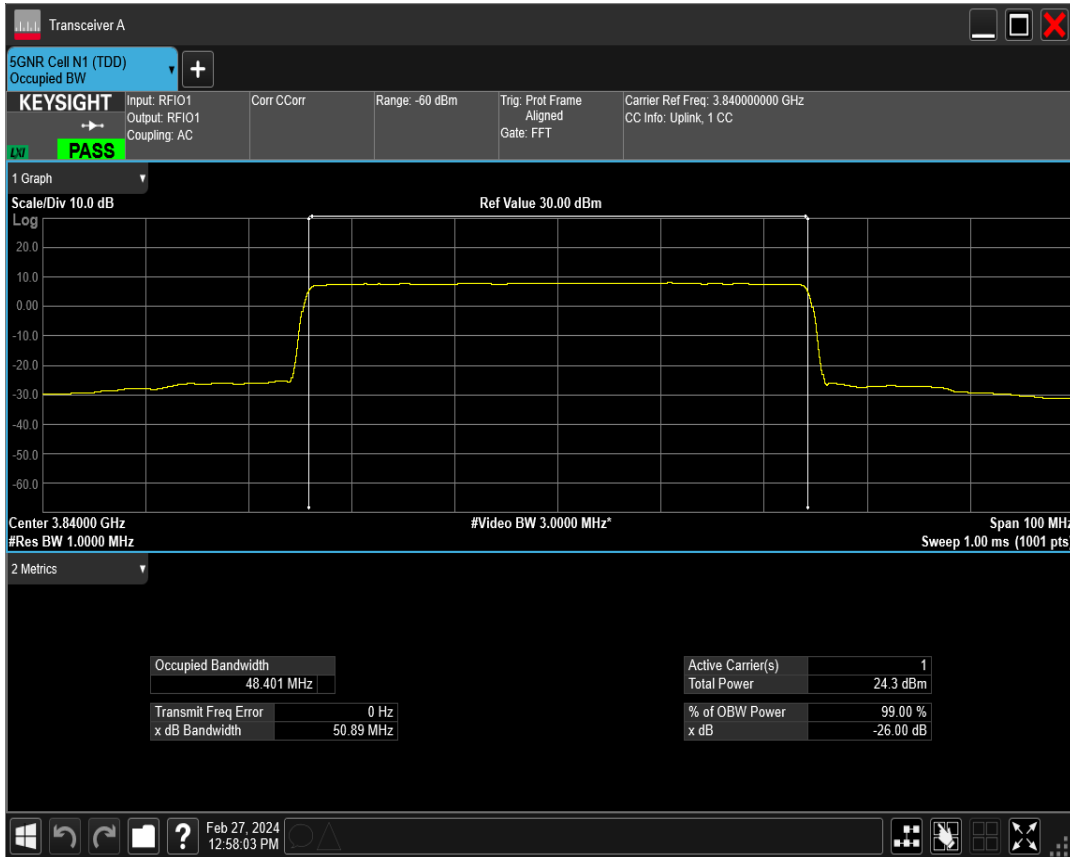 Transceiver A
5GNR Cell N1 (TDD)
Occupied BW
+
KEYSIGHT
LXI
PASS
Input: RFIO1
Output: RFIO1
Coupling: AC
Corr CCorr
Range: -60 dBm
Trig: Prot Frame
Aligned
Gate: FFT
Carrier Ref Freq: 3.840000000 GHz
CC Info: Uplink, 1 CC
1 Graph
Scale/Div 10.0 dB
Ref Value 30.00 dBm
Log
20.0
10.0
0.00
-10.0
-20.0
-30.0
-40.0
-50.0
-60.0
Center 3.84000 GHz
#Video BW 3.0000 MHz*
Span 100 MHz
#Res BW 1.0000 MHz
Sweep 1.00 ms (1001 pts)
2 Metrics
Occupied Bandwidth
48.401 MHz
Transmit Freq Error 0 Hz
x dB Bandwidth 50.89 MHz
Active Carrier(s) 1
Total Power 24.3 dBm
% of OBW Power 99.00 %
x dB -26.00 dB
?
Feb 27, 2024
12:58:03 PM